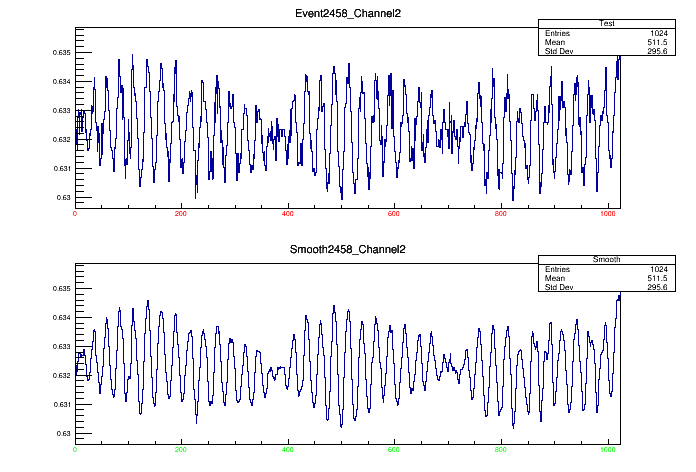 Event2458_Channel2
Test
Entries 1024
Mean 511.5
Std Dev 295.6
0.635
0.634
0.633
0.632
0.631
0.63
0 200 400 600 800 1000
Smooth2458_Channel2
Smooth
Entries 1024
Mean 511.5
Std Dev 295.6
0.635
0.634
0.633
0.632
0.631
0.63
0 200 400 600 800 1000